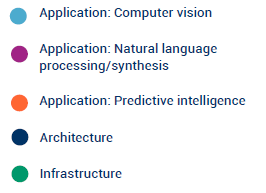 Application: Computer vision
Application: Natural language
processing/synthesis
Application: Predictive intelligence
Architecture
Infrastructure